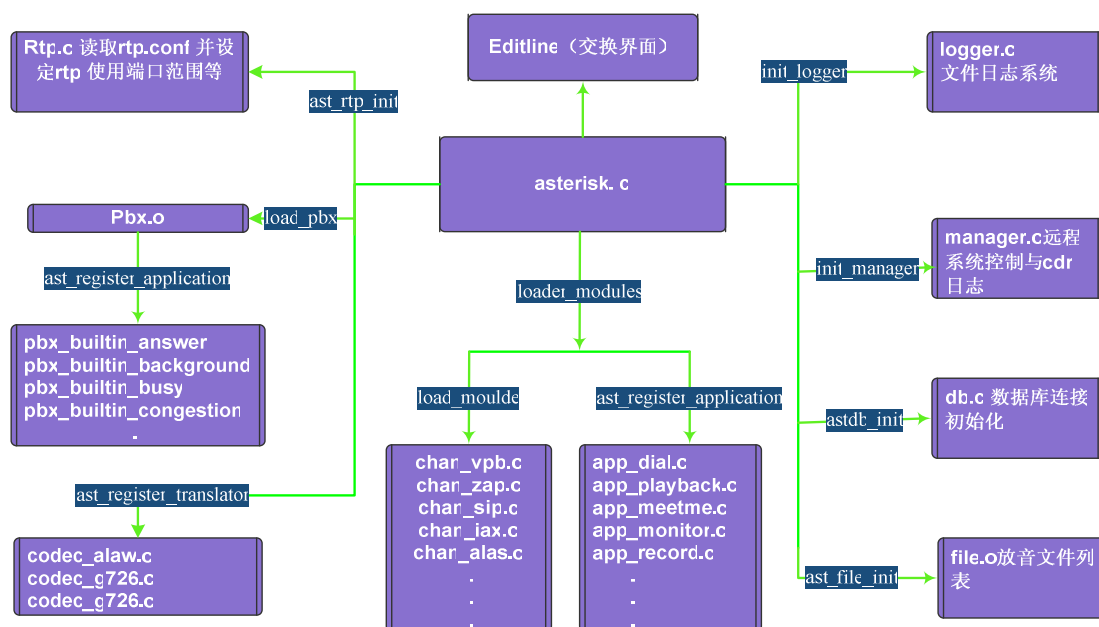 Rtp.c 读取rtp.conf 并设
定rtp 使用端口范围等
Editline（交换界面）
logger.c
文件日志系统
init_logger
ast_rtp_init
asterisk. c
Pbx.o
load_pbx
manager.c远程
系统控制与cdr
日志
init_manager
ast_register_application
loader_modules
pbx_builtin_answer
pbx_builtin_background
pbx_builtin_busy
pbx_builtin_congestion
.
load_moulde
ast_register_application
db.c 数据库连接
初始化
astdb_init
chan_vpb.c
chan_zap.c
chan_sip.c
chan_iax.c
chan_alas.c
.
.
.
app_dial.c
app_playback.c
app_meetme.c
app_monitor.c
app_record.c
.
.
.
ast_register_translator
codec_alaw.c
codec_g726.c
codec_g726.c
file.o放音文件列
表
ast_file_init